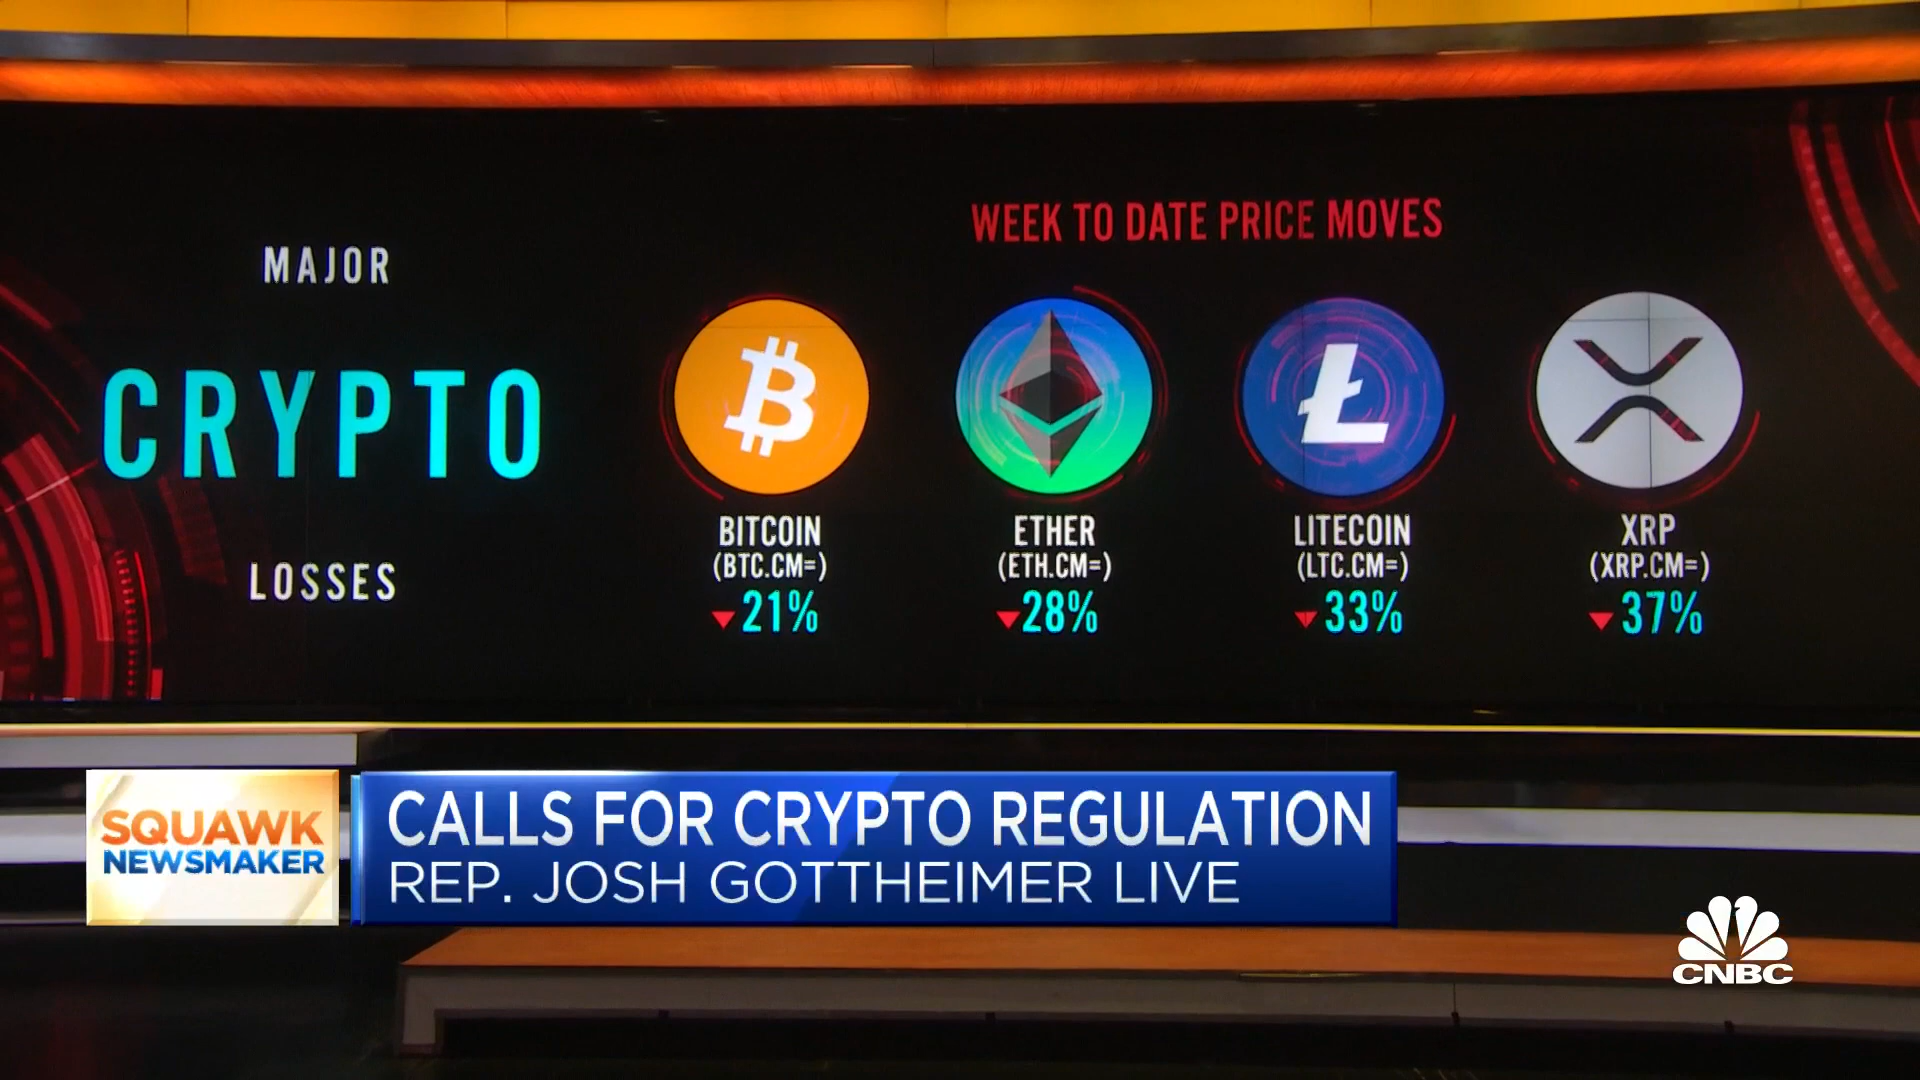 MAJOR
CRYPTO
LOSSES
WEEK TO DATE PRICE MOVES
BITCOIN
(BTC.CM=)
▼21%
ETHER
(ETH.CM=)
▼28%
LITECOIN
(LTC.CM=)
▼33%
XRP
(XRP.CM=)
▼37%
SQUAWK
NEWSMAKER
CALLS FOR CRYPTO REGULATION
REP. JOSH GOTTHEIMER LIVE
CNBC